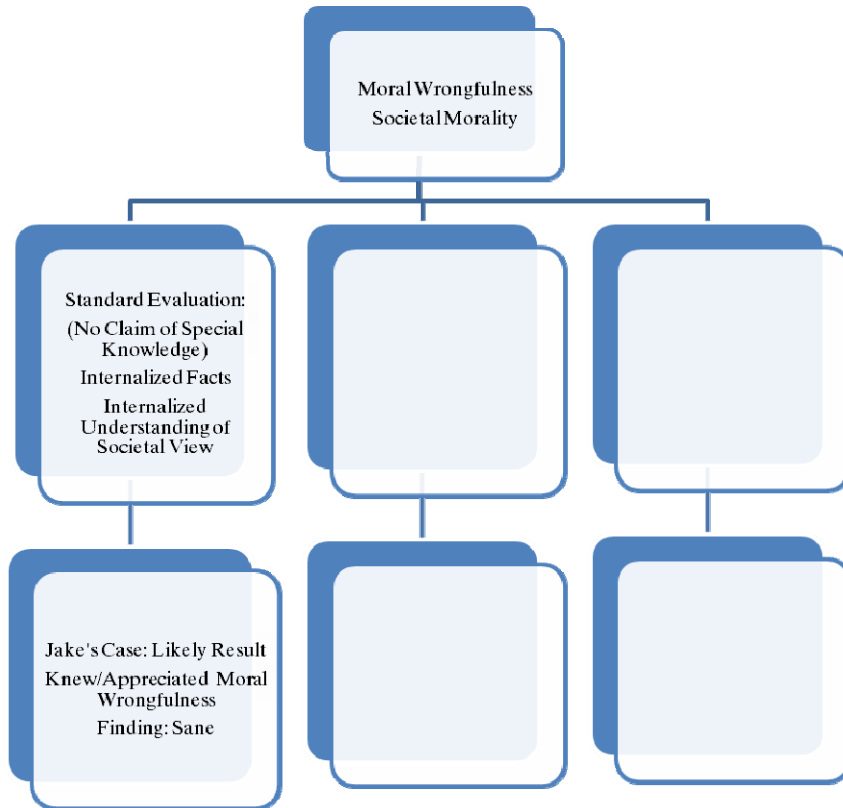 Moral Wrongfulness
Societal Morality
Standard Evaluation:
(No Claim of Special
Knowledge)
Internalized Facts
Internalized
Understanding of
Societal View
Jake's Case: Likely Result
Knew/Appreciated Moral
Wrongfulness
Finding: Sane